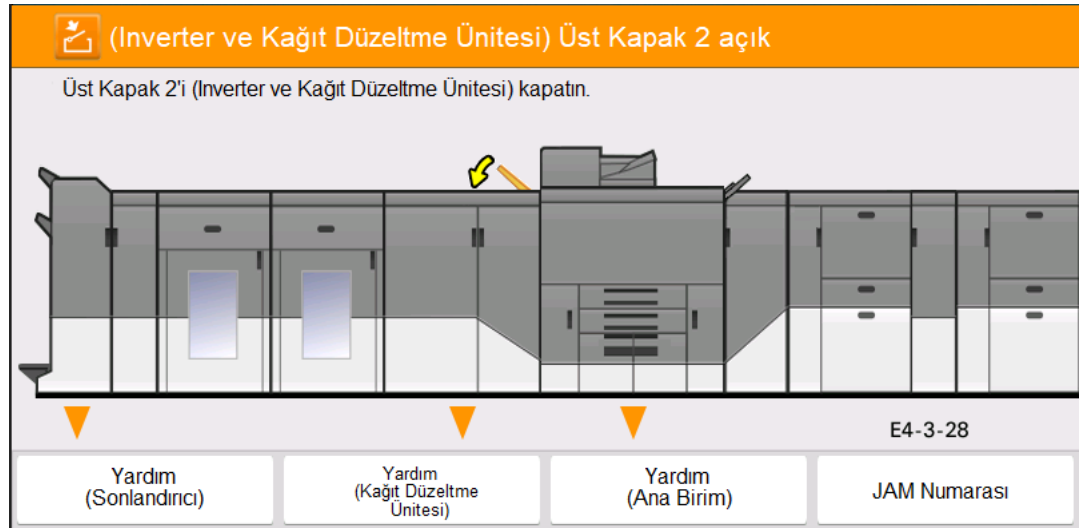 (Inverter ve Kağıt Düzeltme Ünitesi) Üst Kapak 2 açık
Üst Kapak 2'i (Inverter ve Kağıt Düzeltme Ünitesi) kapatın.
E4-3-28
Yardım
(Sonlandırıcı)
Yardım
(Kağıt Düzeltme
Ünitesi)
Yardım
(Ana Birim)
JAM Numarası